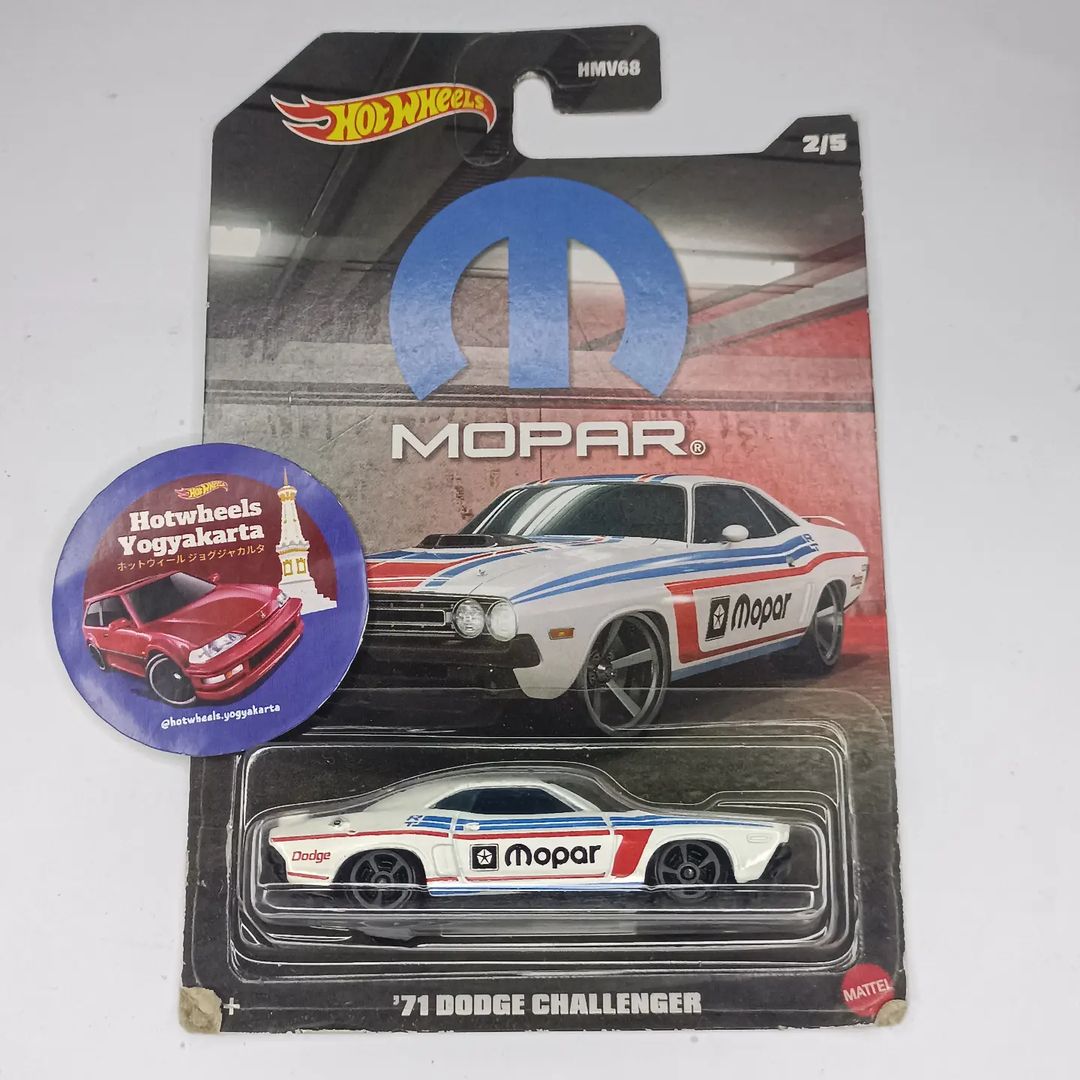 HMV68
HOT WHEELS
2/5
MOPAR®
HOT WHEELS
Hotwheels
Yogyakarta
ホットウイール ジョグジャカルタ
@hotwheels.yogyakarta
Mopar
Dodge
Mopar
+
'71 DODGE CHALLENGER
MATTEL